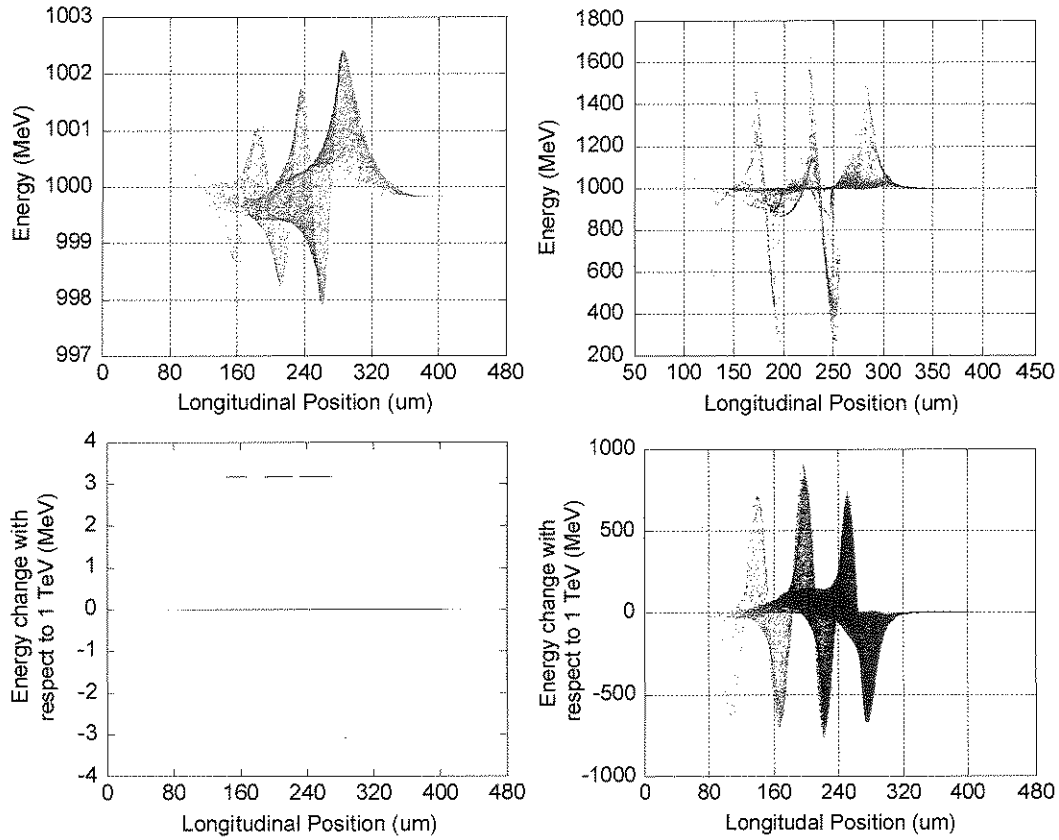 1003
1002
1001
1000
999
998
997
Energy (MeV)
0 80 160 240 320 400 480
Longitudinal Position (um)
1800
1600
1400
1200
1000
800
600
400
200
Energy (MeV)
50 100 150 200 250 300 350 400 450
Longitudinal Position (um)
4
3
2
1
0
-1
-2
-3
-4
Energy change with
respect to 1 TeV (MeV)
0 80 160 240 320 400 480
Longitudinal Position (um)
1000
500
0
-500
-1000
Energy change with
respect to 1 TeV (MeV)
0 80 160 240 320 400 480
Longitudal Position (um)